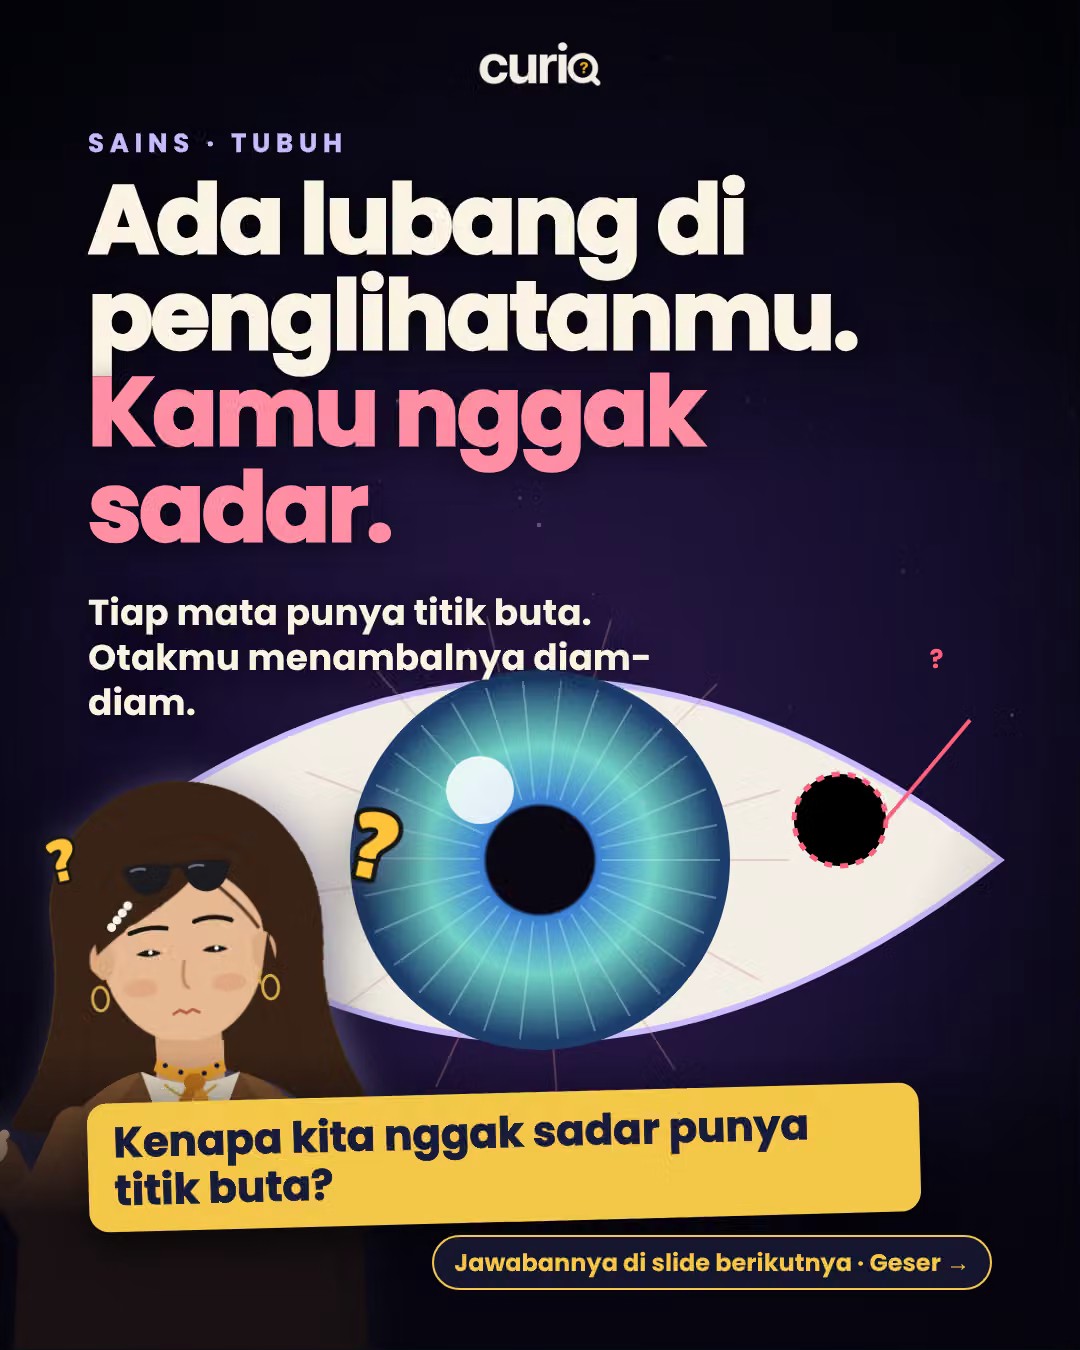 curiQ
SAINS · TUBUH
Ada lubang di
penglihatanmu.
Kamu nggak
sadar.
Tiap mata punya titik buta.
Otakmu menambalnya diam-
diam.
?
?
?
Kenapa kita nggak sadar punya
titik buta?
Jawabannya di slide berikutnya · Geser →